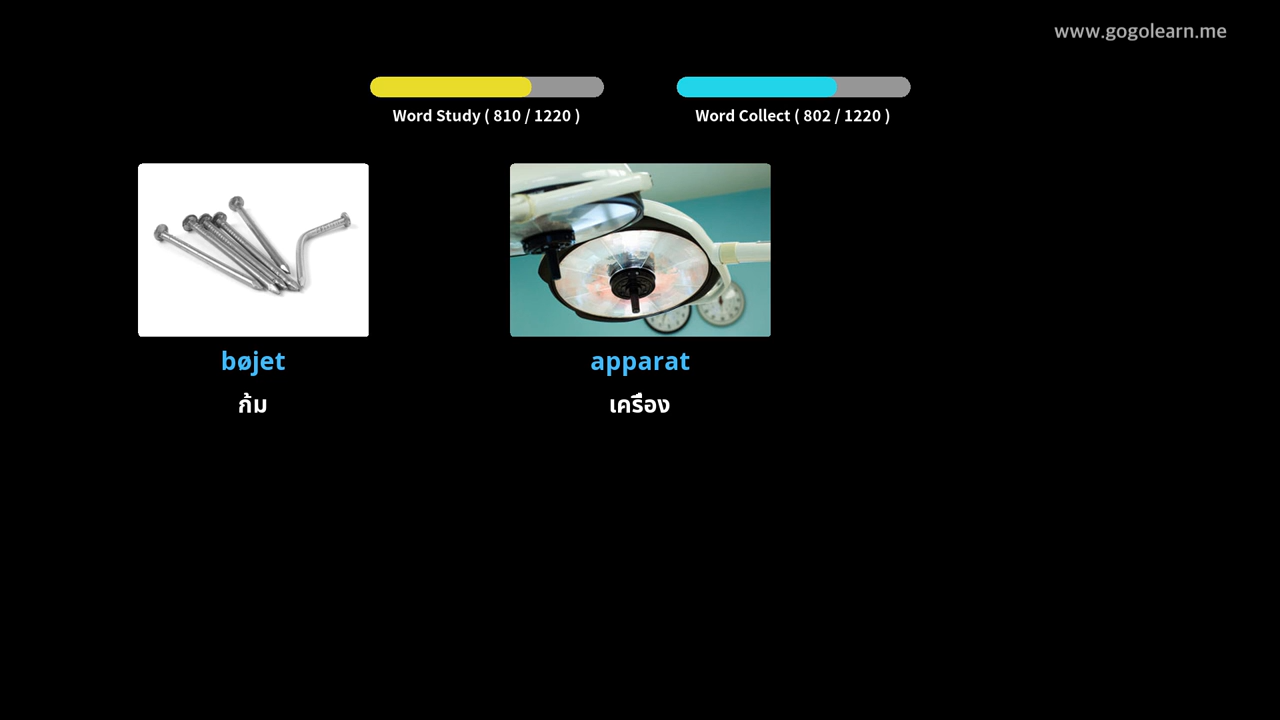 www.gogolearn.me
Word Study ( 810 / 1220 )
Word Collect ( 802 / 1220 )
bøjet
ก้ม
apparat
เครื่อง